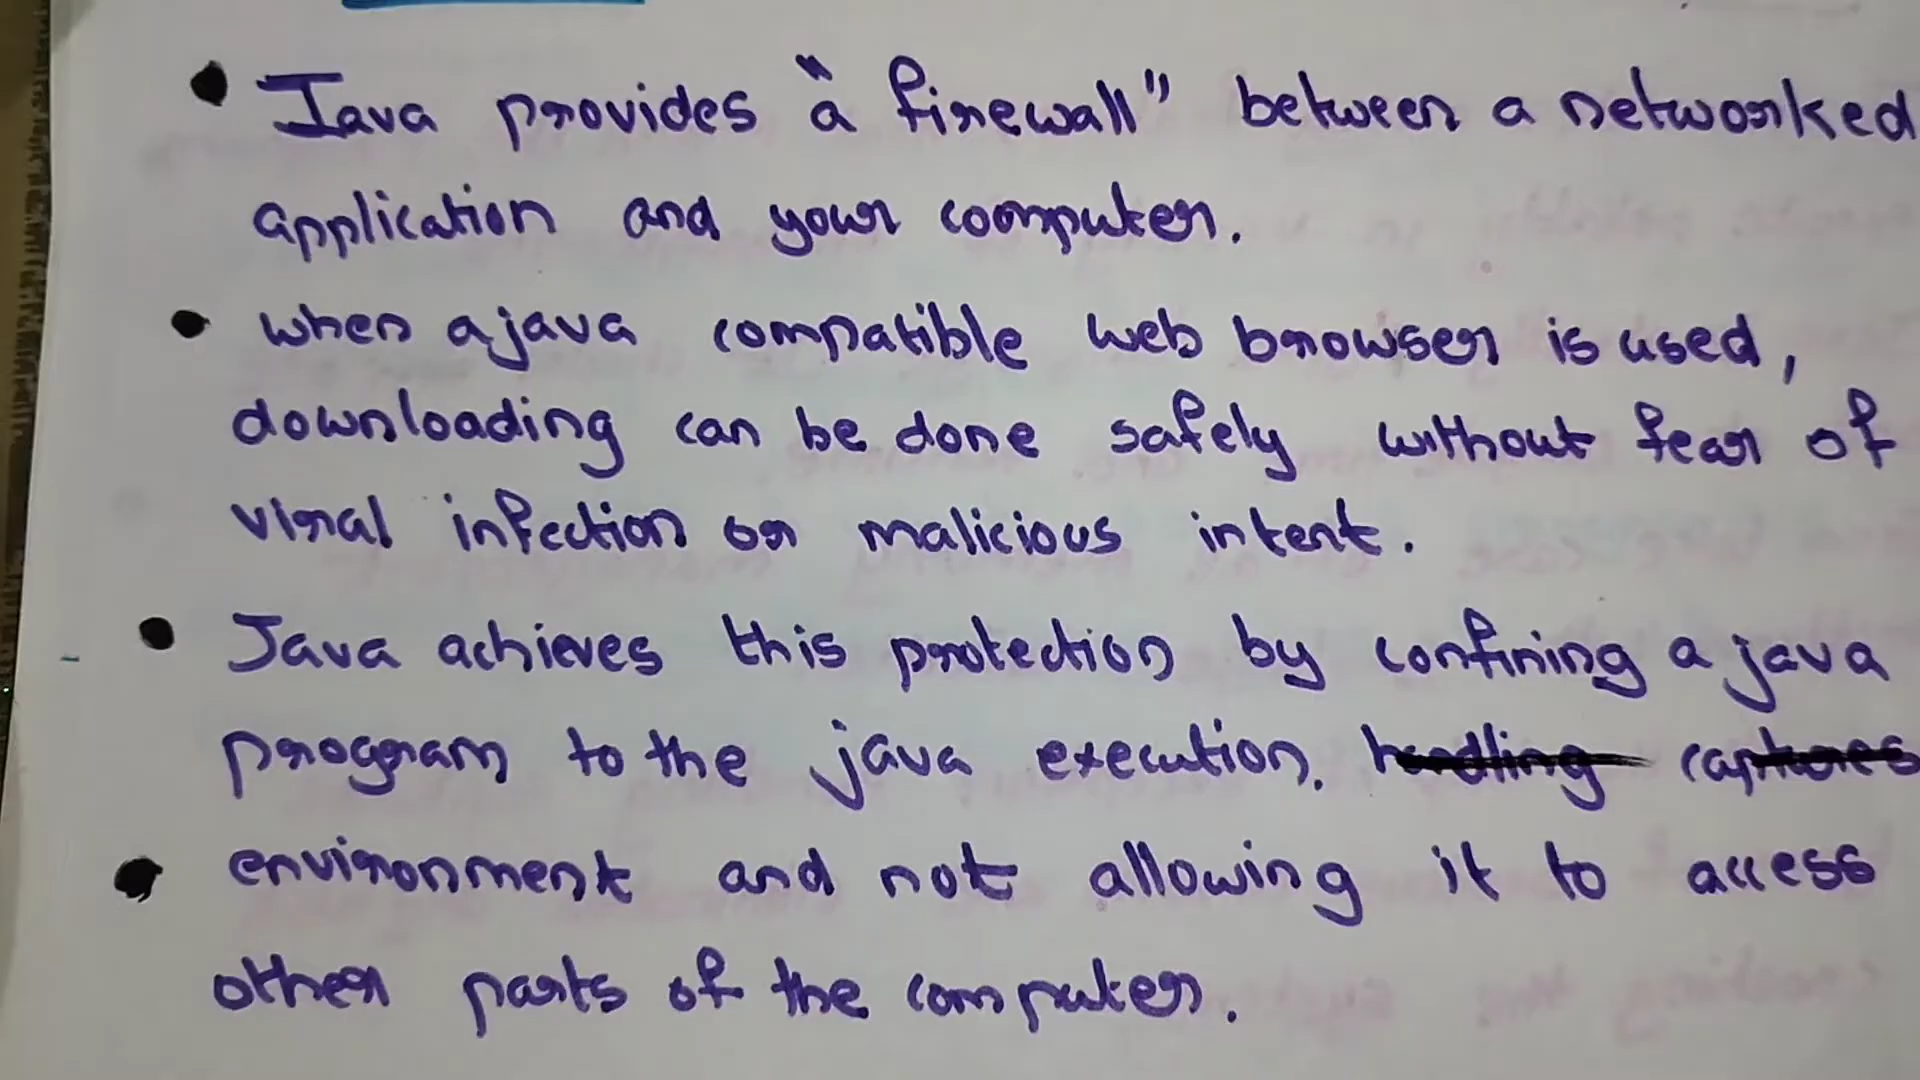 • Java provides "a firewall" between a networked
application and your computer.
• when a java compatible web browser is used,
downloading can be done safely without fear of
viral infection or malicious intent.
• Java achieves this protection by confining a java
program to the java execution. handling captures
• environment and not allowing it to access
other parts of the computer.